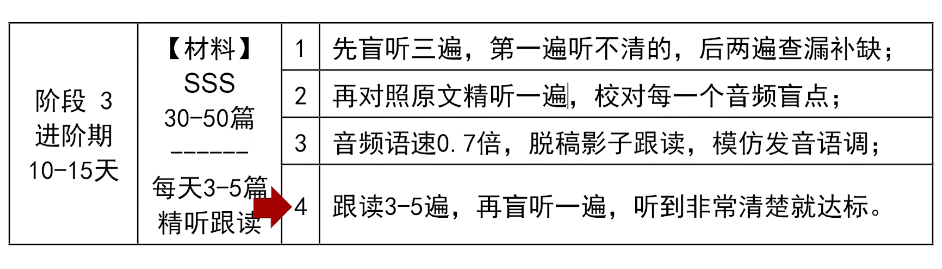 阶段 3
进阶期
10-15天
【材料】
SSS
30-50篇
------
每天3-5篇
精听跟读
1 先盲听三遍，第一遍听不清的，后两遍查漏补缺；
2 再对照原文精听一遍，校对每一个音频盲点；
3 音频语速0.7倍，脱稿影子跟读，模仿发音语调；
4 跟读3-5遍，再盲听一遍，听到非常清楚就达标。